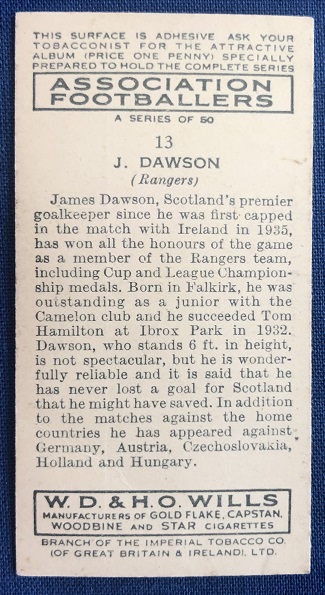 THIS SURFACE IS ADHESIVE ASK YOUR
TOBACCONIST FOR THE ATTRACTIVE
ALBUM (PRICE ONE PENNY) SPECIALLY
PREPARED TO HOLD THE COMPLETE SERIES
ASSOCIATION
FOOTBALLERS
A SERIES OF 50
13
J. DAWSON
(Rangers)
James Dawson, Scotland's premier
goalkeeper since he was first capped
in the match with Ireland in 1935,
has won all the honours of the game
as a member of the Rangers team,
including Cup and League Champion-
ship medals. Born in Falkirk, he was
outstanding as a junior with the
Camelon club and he succeeded Tom
Hamilton at Ibrox Park in 1932.
Dawson, who stands 6 ft. in height,
is not spectacular, but he is wonder-
fully reliable and it is said that he
has never lost a goal for Scotland
that he might have saved. In addition
to the matches against the home
countries he has appeared against
Germany, Austria, Czechoslovakia,
Holland and Hungary.
W. D. & H. O. WILLS
MANUFACTURERS OF GOLD FLAKE, CAPSTAN,
WOODBINE AND STAR CIGARETTES
BRANCH OF THE IMPERIAL TOBACCO CO.
(OF GREAT BRITAIN & IRELAND), LTD.